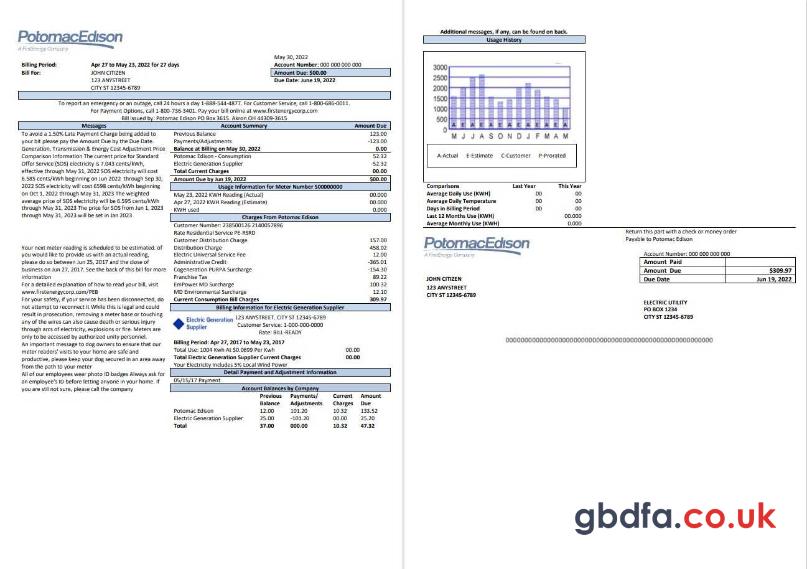 PotomacEdison
A FirstEnergy Company
May 30, 2022
Billing Period: Apr 27 to May 23, 2022 for 27 days
Account Number: 000 000 000 000
Bill For: JOHN CITIZEN
Amount Due: $00.00
123 ANYSTREET
Due Date: June 19, 2022
CITY ST 12345-6789
To report an emergency or an outage, call 24 hours a day 1-888-544-4877. For Customer Service, call 1-800-686-0011.
For Payment Options, call 1-800-736-3401. Pay your bill online at www.firstenergycorp.com
Bill issued by: Potomac Edison PO Box 3615. Akron OH 44309-3615
Messages
To avoid a 1.50% Late Payment Charge being added to
your bill please pay the Amount Due by the Due Date.
Generation, Transmission & Energy Cost Adjustment Price
Comparison Information The current price for Standard
Offer Service (SOS) electricity is 7.043 cents/kWh,
effective through May 31, 2022 SOS electricity will cost
6.585 cents/kWh beginning on Jun 2022 through Sep 30,
2022 SOS electricity will cost 6598 cents/kWh beginning
on Oct 1, 2022 through May 31, 2023 The weighted
average price of SOS electricity will be 6.595 cents/kWh
through May 31, 2023 The price for SOS from Jun 1, 2023
through May 31, 2023 will be set in Jan 2023
Your next meter reading is scheduled to be estimated. of
you would like to provide us with an actual reading,
please do so between Jun 25, 2017 and the close of
business on Jun 27, 2017. See the back of this bill for more
information
For a detailed explanation of how to read your bill, visit
www.firstenergycorp.com/PEB
For your safety, if your service has been disconnected, do
not attempt to reconnect it While this is legal and could
result in prosecution, removing a meter base or touching
any of the wires can also cause death or serious injury
through arcs of electricity, explosions or fire. Meters are
only to be accessed by authorized utility personnel.
An important message to dog owners to ensure that our
meter readers' visits to your home are safe and
productive, please keep your dog secured in an area away
from the path to your meter
All of our employees wear photo ID badges Always ask for
an employee's ID before letting anyone in your home. If
you are still not sure, please call the company
Account Summary Amount Due
Previous Balance 123.00
Payments/Adjustments -123.00
Balance at Billing on May 30, 2022 0.00
Potomac Edison - Consumption 52.32
Electric Generation Supplier 52.32
Total Current Charges 00.00
Amount Due by Jun 19, 2022 $00.00
Usage Information for Meter Number S00000000
May 23, 2022 KWH Reading (Actual) 00.000
Apr 27, 2022 KWH Reading (Estimate) 00.000
KWH used 0.000
Charges From Potomac Edison
Customer Number: 238500126 2140057896
Rate Residential Service PE-RSRD
Customer Distribution Charge 157.00
Distribution Charge 458.02
Electric Universal Service Fee 12.00
Administrative Credit -365.01
Cogeneration PURPA Surcharge -154.30
Franchise Tax 89.22
EmPower MD Surcharge 100.32
MD Environmental Surcharge 12.10
Current Consumption Bill Charges 309.97
Billing Information for Electric Generation Supplier
Electric Generation
Supplier
123 ANYSTREET, CITY ST 12345-6789
Customer Service: 1-000-000-0000
Rate: BILL-READY
Billing Period: Apr 27, 2017 to May 23, 2017
Total Use: 1004 Kwh At $0.0899 Per Kwh 00.00
Total Electric Generation Supplier Current Charges 00.00
Your Electricity Includes 5% Local Wind Power
Detail Payment and Adjustment Information
05/15/17 Payment
Account Balances by Company
Previous Payments/ Current Amount
Balance Adjustments Charges Due
Potomac Edison 12.00 101.20 10.32 133.52
Electric Generation Supplier 25.00 -101.20 00.00 25.20
Total 37.00 000.00 10.32 47.32
Additional messages, if any, can be found on back.
Usage History
3000
2500
2000
1500
1000
500
0
A E A E A E A E A E A E A
M J J A S O N D J F M A M
A-Actual E-Estimate C-Customer P-Prorated
Comparisons Last Year This Year
Average Daily Use (KWH) 00 00
Average Daily Temperature 00 00
Days in Billing Period 00 00
Last 12 Months Use (KWH) 00.000
Average Monthly Use (KWH) 0.000
PotomacEdison
A FirstEnergy Company
Return this part with a check or money order
Payable to Potomac Edison
Account Number: 000 000 000 000
Amount Paid
Amount Due $309.97
Due Date Jun 19, 2022
JOHN CITIZEN
123 ANYSTREET
CITY ST 12345-6789
ELECTRIC UTILITY
PO BOX 1234
CITY ST 12345-6789
gbdfa.co.uk